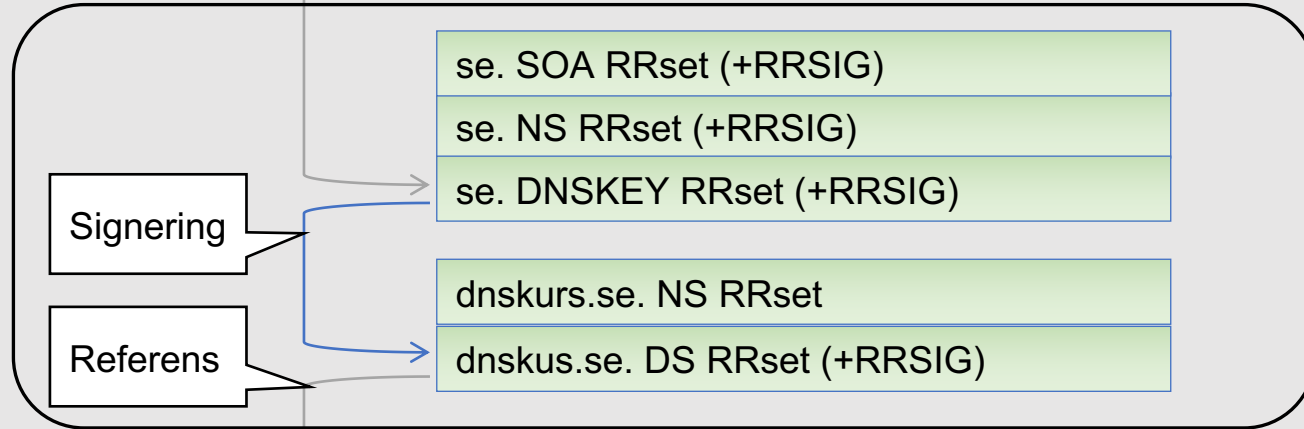 se. SOA RRset (+RRSIG)
se. NS RRset (+RRSIG)
se. DNSKEY RRset (+RRSIG)
Signering
dnskurs.se. NS RRset
Referens
dnskus.se. DS RRset (+RRSIG)